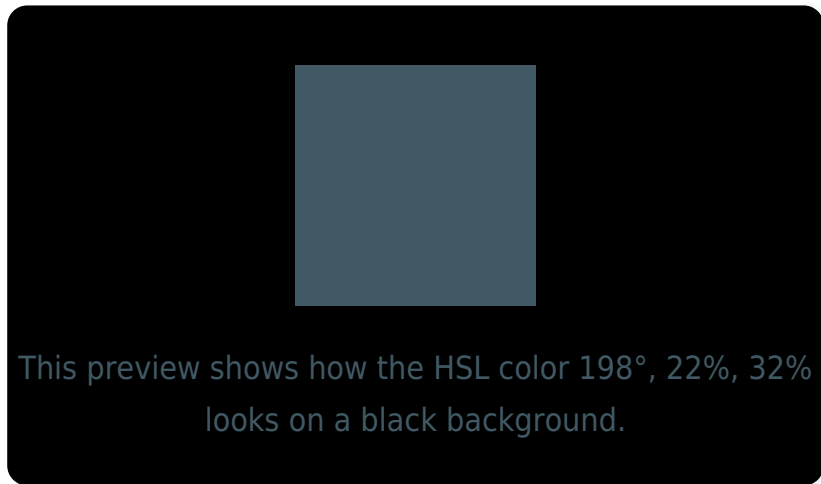 This preview shows how the HSL color 198°, 22%, 32%
looks on a black background.